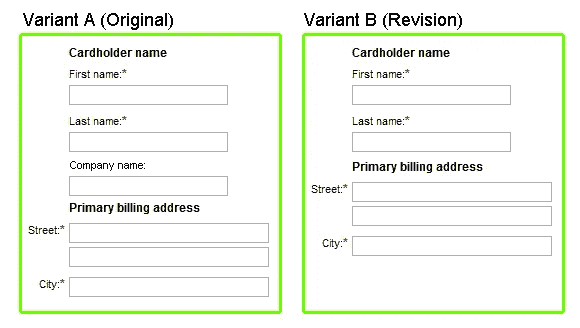 Variant A (Original)
Cardholder name
First name:*
Last name:*
Company name:
Primary billing address
Street:*
City:*
Variant B (Revision)
Cardholder name
First name:*
Last name:*
Primary billing address
Street:*
City:*